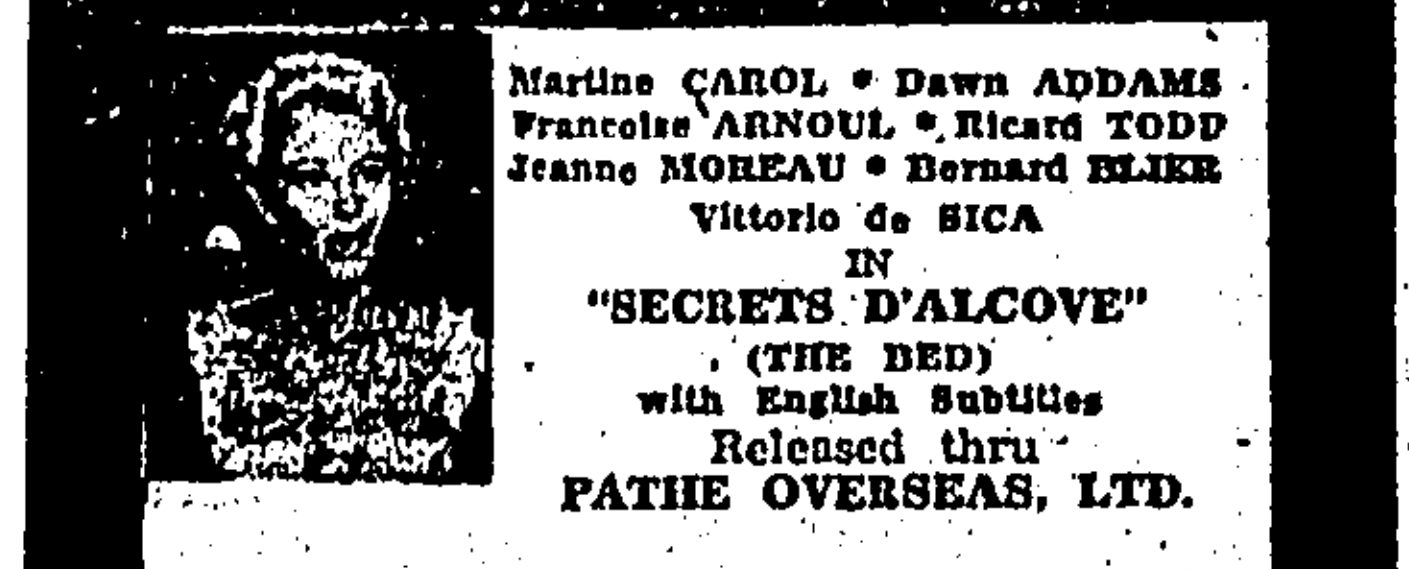 Martine CAROL * Dawn ADDAMS
Francoise ARNOUL * Ricard TODD
Jeanne MOREAU * Bernard BLIER
Vittorio de SICA
IN
"SECRETS D'ALCOVE"
(THE BED)
with English Subtitles
Released thru
PATHE OVERSEAS, LTD.